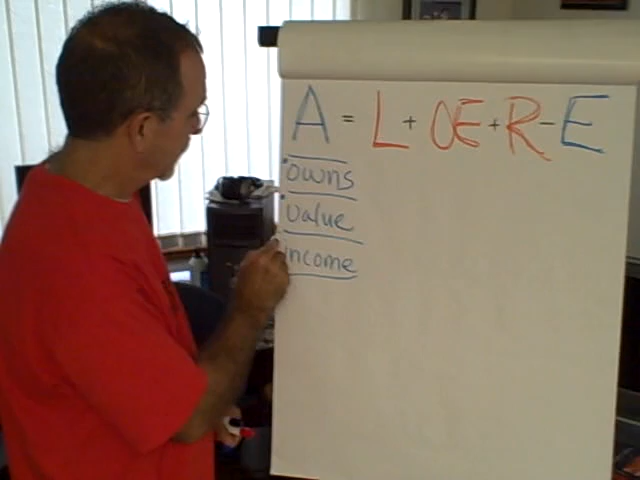 A = L + OE + R - E
• owns
• value
income